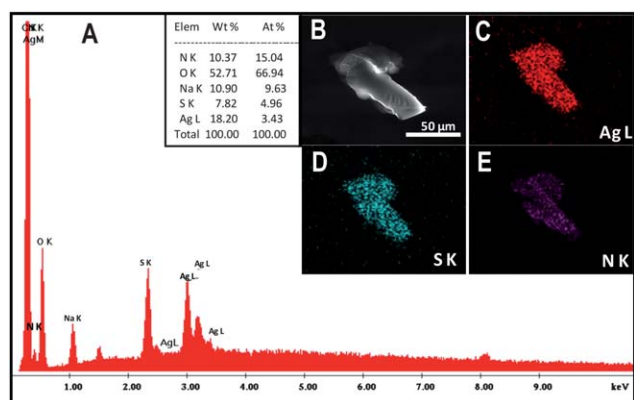 A
Elem Wt % At %
N K 10.37 15.04
O K 52.71 66.94
Na K 10.90 9.63
S K 7.82 4.96
Ag L 18.20 3.43
Total 100.00 100.00
B
50 µm
C
Ag L
D
S K
E
N K
AgM
O K
N K
Na K
S K
AgL
Ag L
Ag L
Ag L
1.00 2.00 3.00 4.00 5.00 6.00 7.00 8.00 9.00 keV